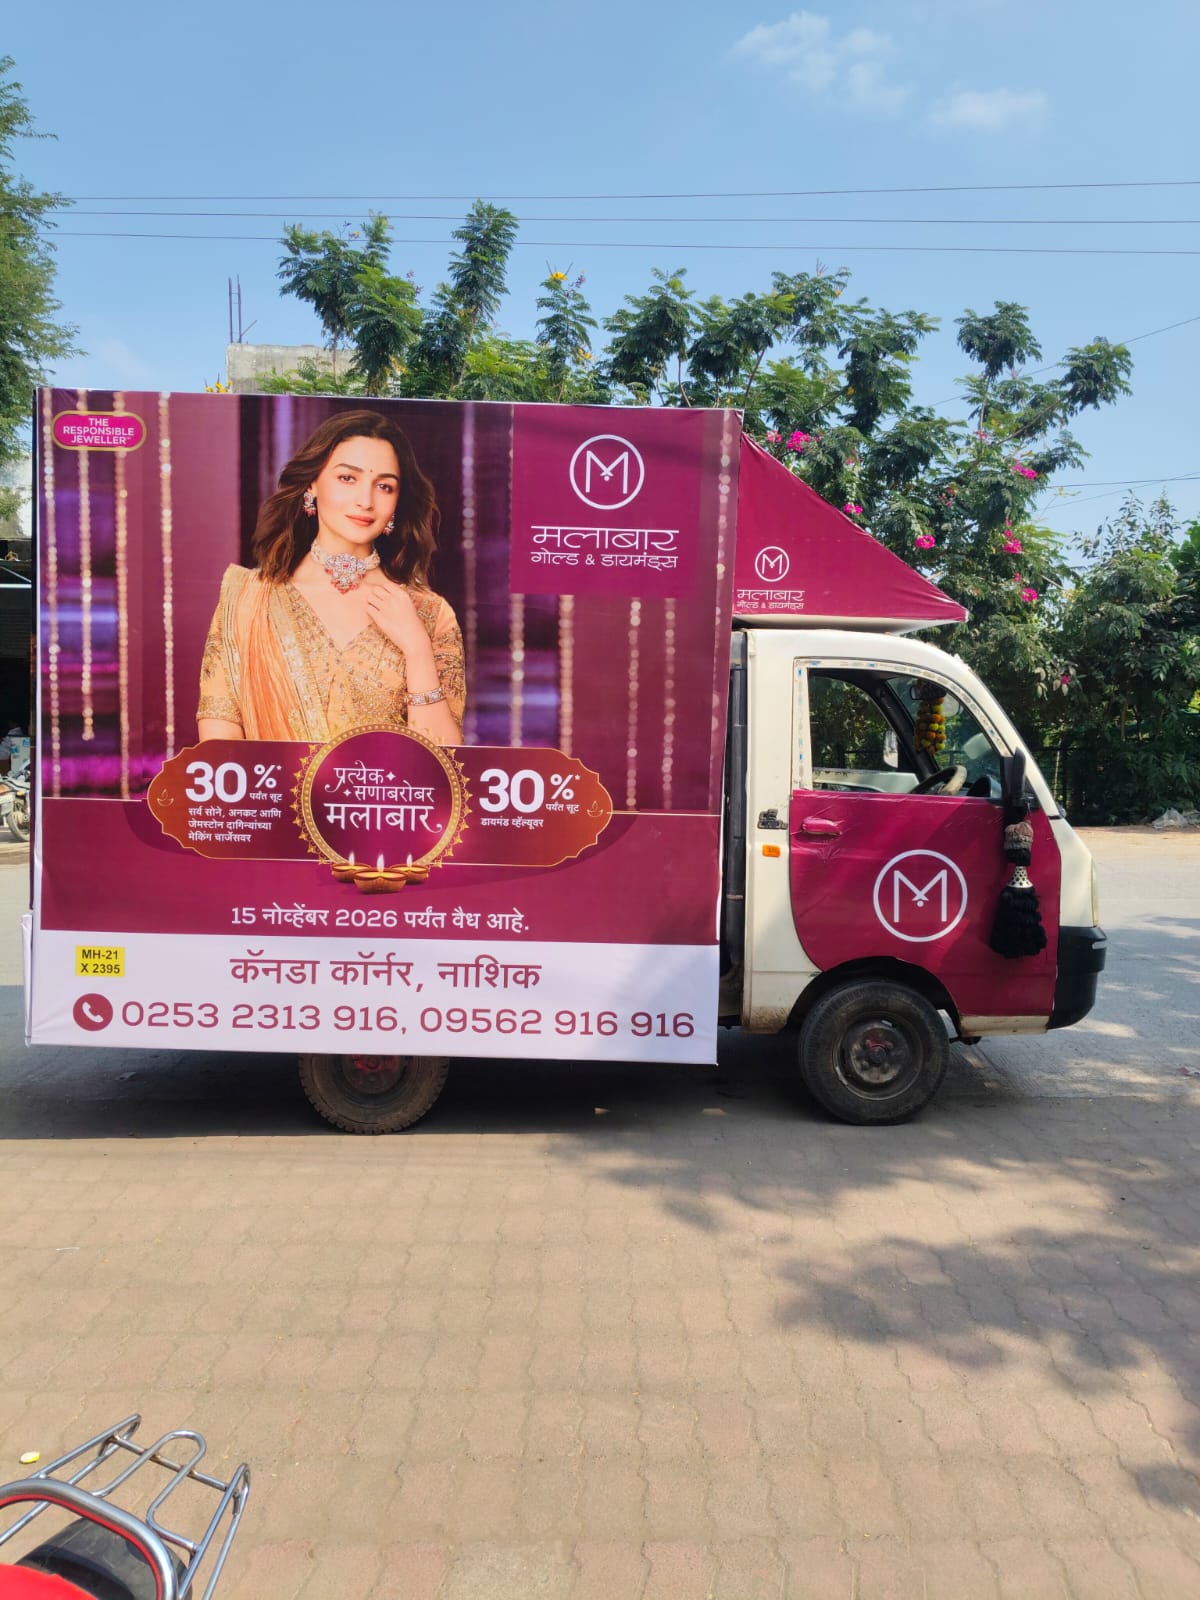 THE
RESPONSIBLE
JEWELLER™
M
मलाबार
गोल्ड & डायमंड्स
M
मलाबार
गोल्ड & डायमंड्स
30%*
पर्यंत सूट
सर्व सोने, अनकट आणि
जेमस्टोन दागिन्यांच्या
मेकिंग चार्जेसवर
प्रत्येक
सणाबरोबर
मलाबार
30%*
पर्यंत सूट
डायमंड व्हॅल्यूवर
15 नोव्हेंबर 2026 पर्यंत वैध आहे.
MH-21
X 2395
कॅनडा कॉर्नर, नाशिक
0253 2313 916, 09562 916 916
M